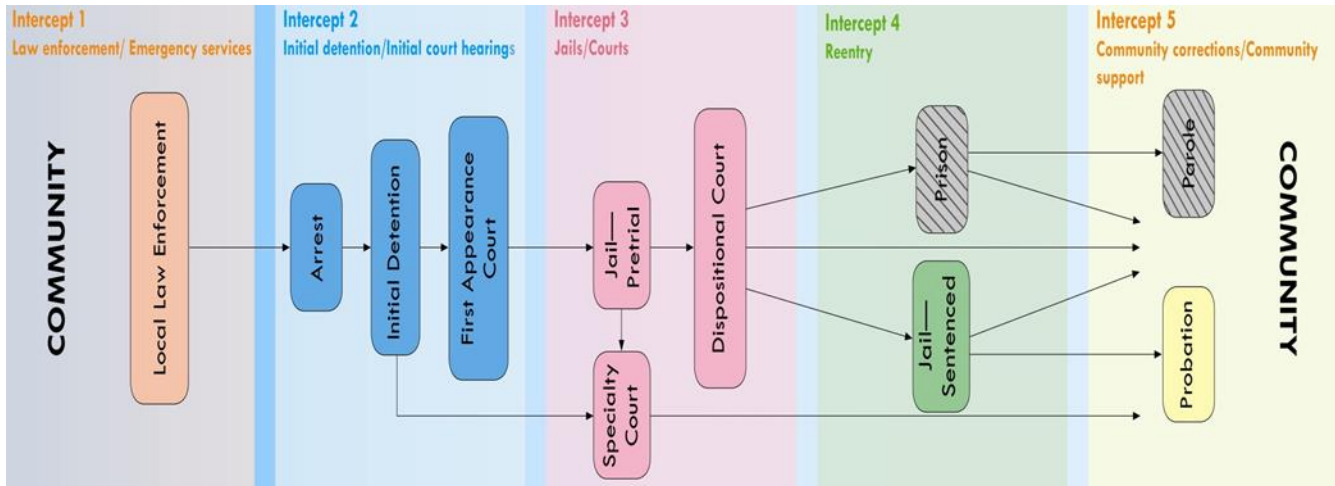 Intercept 1
Law enforcement/ Emergency services
COMMUNITY
Local Law Enforcement
Intercept 2
Initial detention/Initial court hearings
Arrest
Initial Detention
First Appearance
Court
Intercept 3
Jails/Courts
Jail—
Pretrial
Specialty
Court
Dispositional Court
Intercept 4
Reentry
Prison
Jail—
Sentenced
Intercept 5
Community corrections/Community
support
Parole
Probation
COMMUNITY